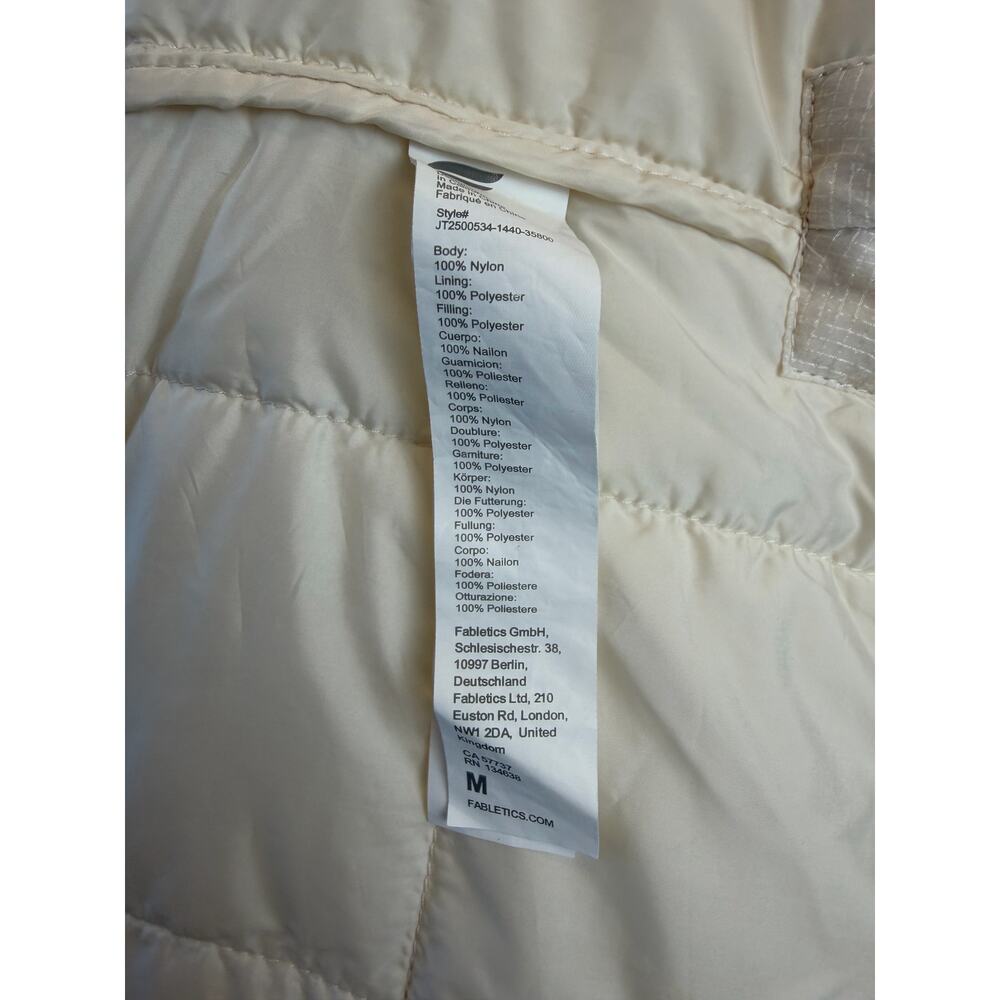 Made in China
Fabriqué en China
Style#
JT2500534-1440-35800
Body:
100% Nylon
Lining:
100% Polyester
Filling:
100% Polyester
Cuerpo:
100% Nailon
Guarnicion:
100% Poliester
Relleno:
100% Poliester
Corps:
100% Nylon
Doublure:
100% Polyester
Garniture:
100% Polyester
Körper:
100% Nylon
Die Futterung:
100% Polyester
Fullung:
100% Polyester
Corpo:
100% Nailon
Fodera:
100% Poliestere
Otturazione:
100% Poliestere
Fabletics GmbH,
Schlesischestr. 38,
10997 Berlin,
Deutschland
Fabletics Ltd, 210
Euston Rd, London,
NW1 2DA, United
Kingdom
CA 57737
RN 134638
M
FABLETICS.COM